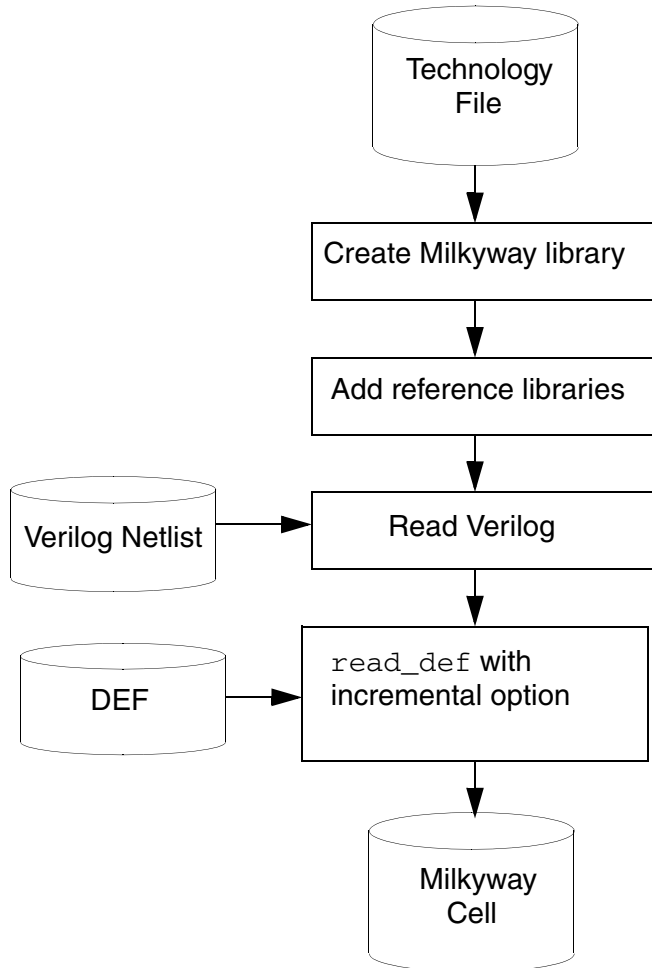 Technology
File
Create Milkyway library
Add reference libraries
Verilog Netlist
Read Verilog
read_def with
incremental option
DEF
Milkyway
Cell